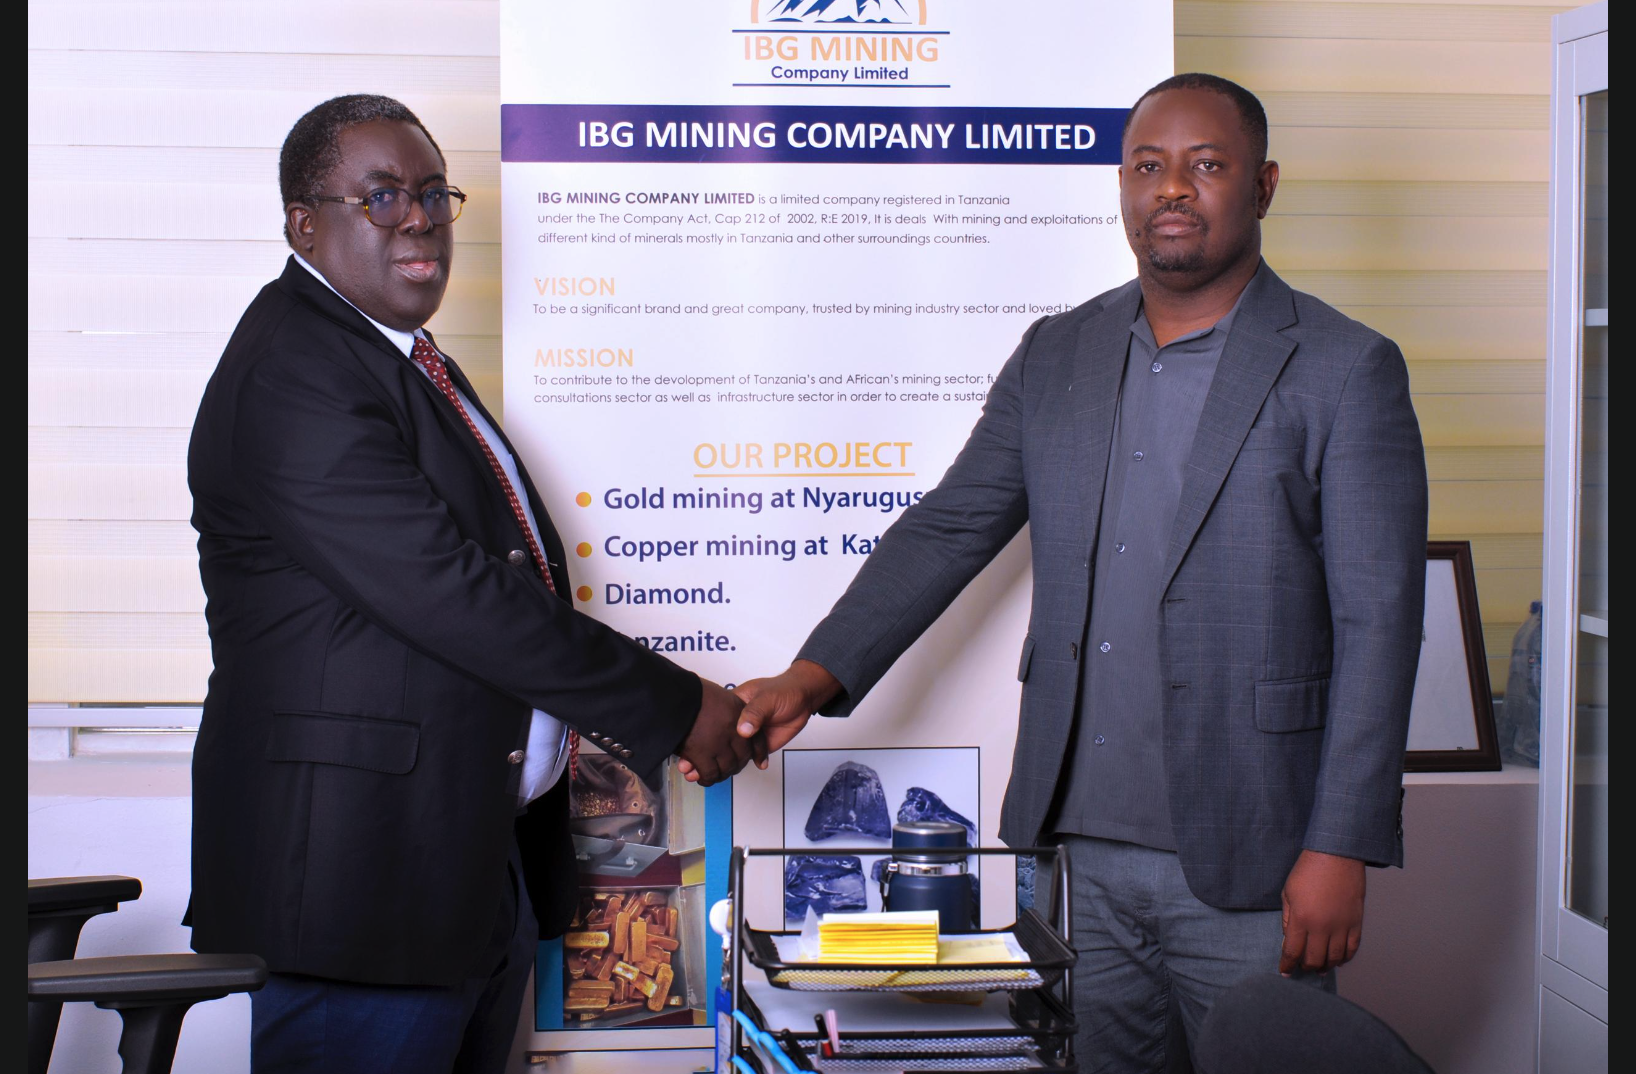 IBG MINING
Company Limited
IBG MINING COMPANY LIMITED
IBG MINING COMPANY LIMITED is a limited company registered in Tanzania
under the The Company Act, Cap 212 of 2002, R:E 2019, It is deals With mining and exploitations of
different kind of minerals mostly in Tanzania and other surroundings countries.
VISION
To be a significant brand and great company, trusted by mining industry sector and loved
MISSION
To contribute to the devolopment of Tanzania's and AFrican's mining sector;
consultations sector as well as infrastructure sector in order to create a
OUR PROJECT
Gold mining at
Copper mining at
Diamond.